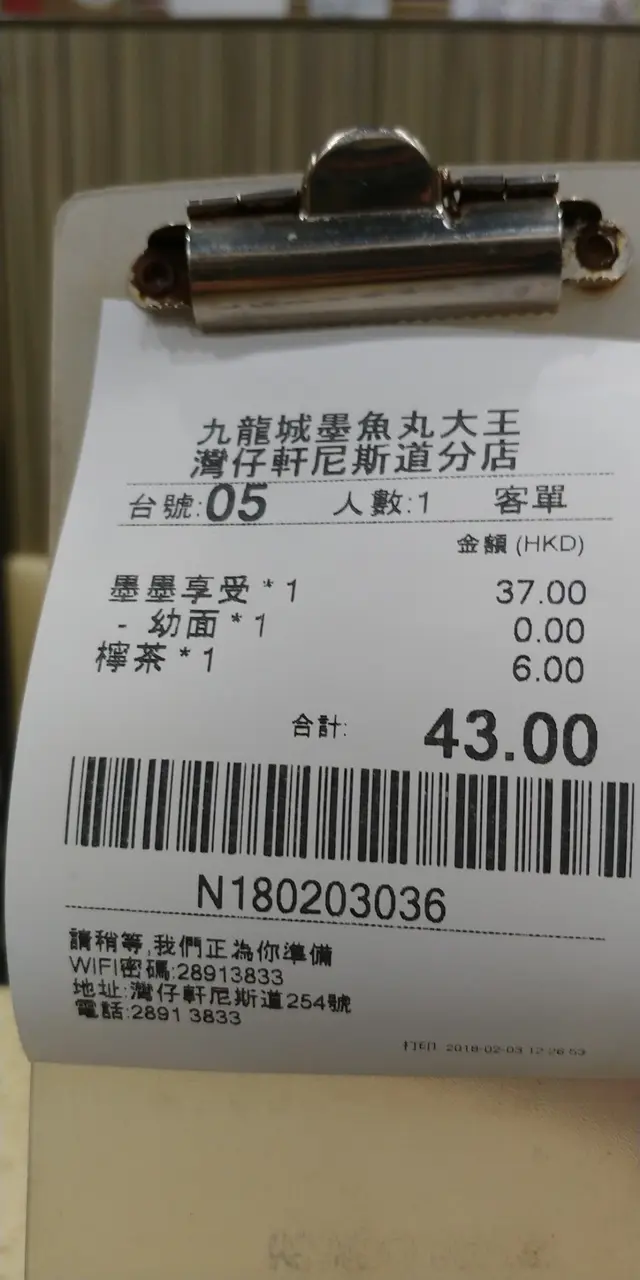 九龍城墨魚丸大王
灣仔軒尼斯道分店
台號:05 人數:1 客單
金額 (HKD)
墨墨享受 * 1 37.00
- 幼面 * 1 0.00
檸茶 * 1 6.00
合計: 43.00
N180203036
請稍等,我們正為你準備
WIFI密碼:28913833
地址:灣仔軒尼斯道254號
電話:2891 3833
打印 2018-02-03 12:26:53